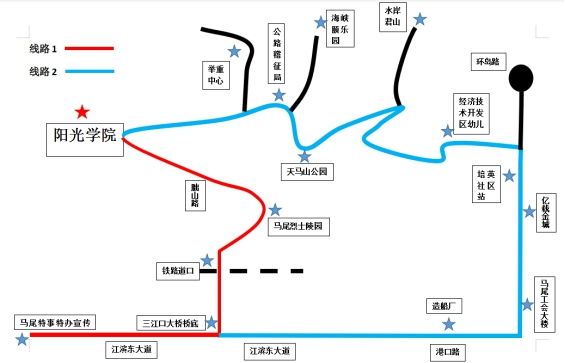 线路 1
线路 2
阳光学院
举重
中心
公
路
稽
征
局
海峡
颐乐
园
水岸
君山
环岛路
经济技
术开发
区幼儿
天马山公园
培英
社区
站
亿
载
金
城
马
尾
工
会
大
楼
马尾烈士陵园
铁路道口
三江口大桥桥底
马尾特事特办宣传
江滨东大道
江滨东大道
造船厂
港口路